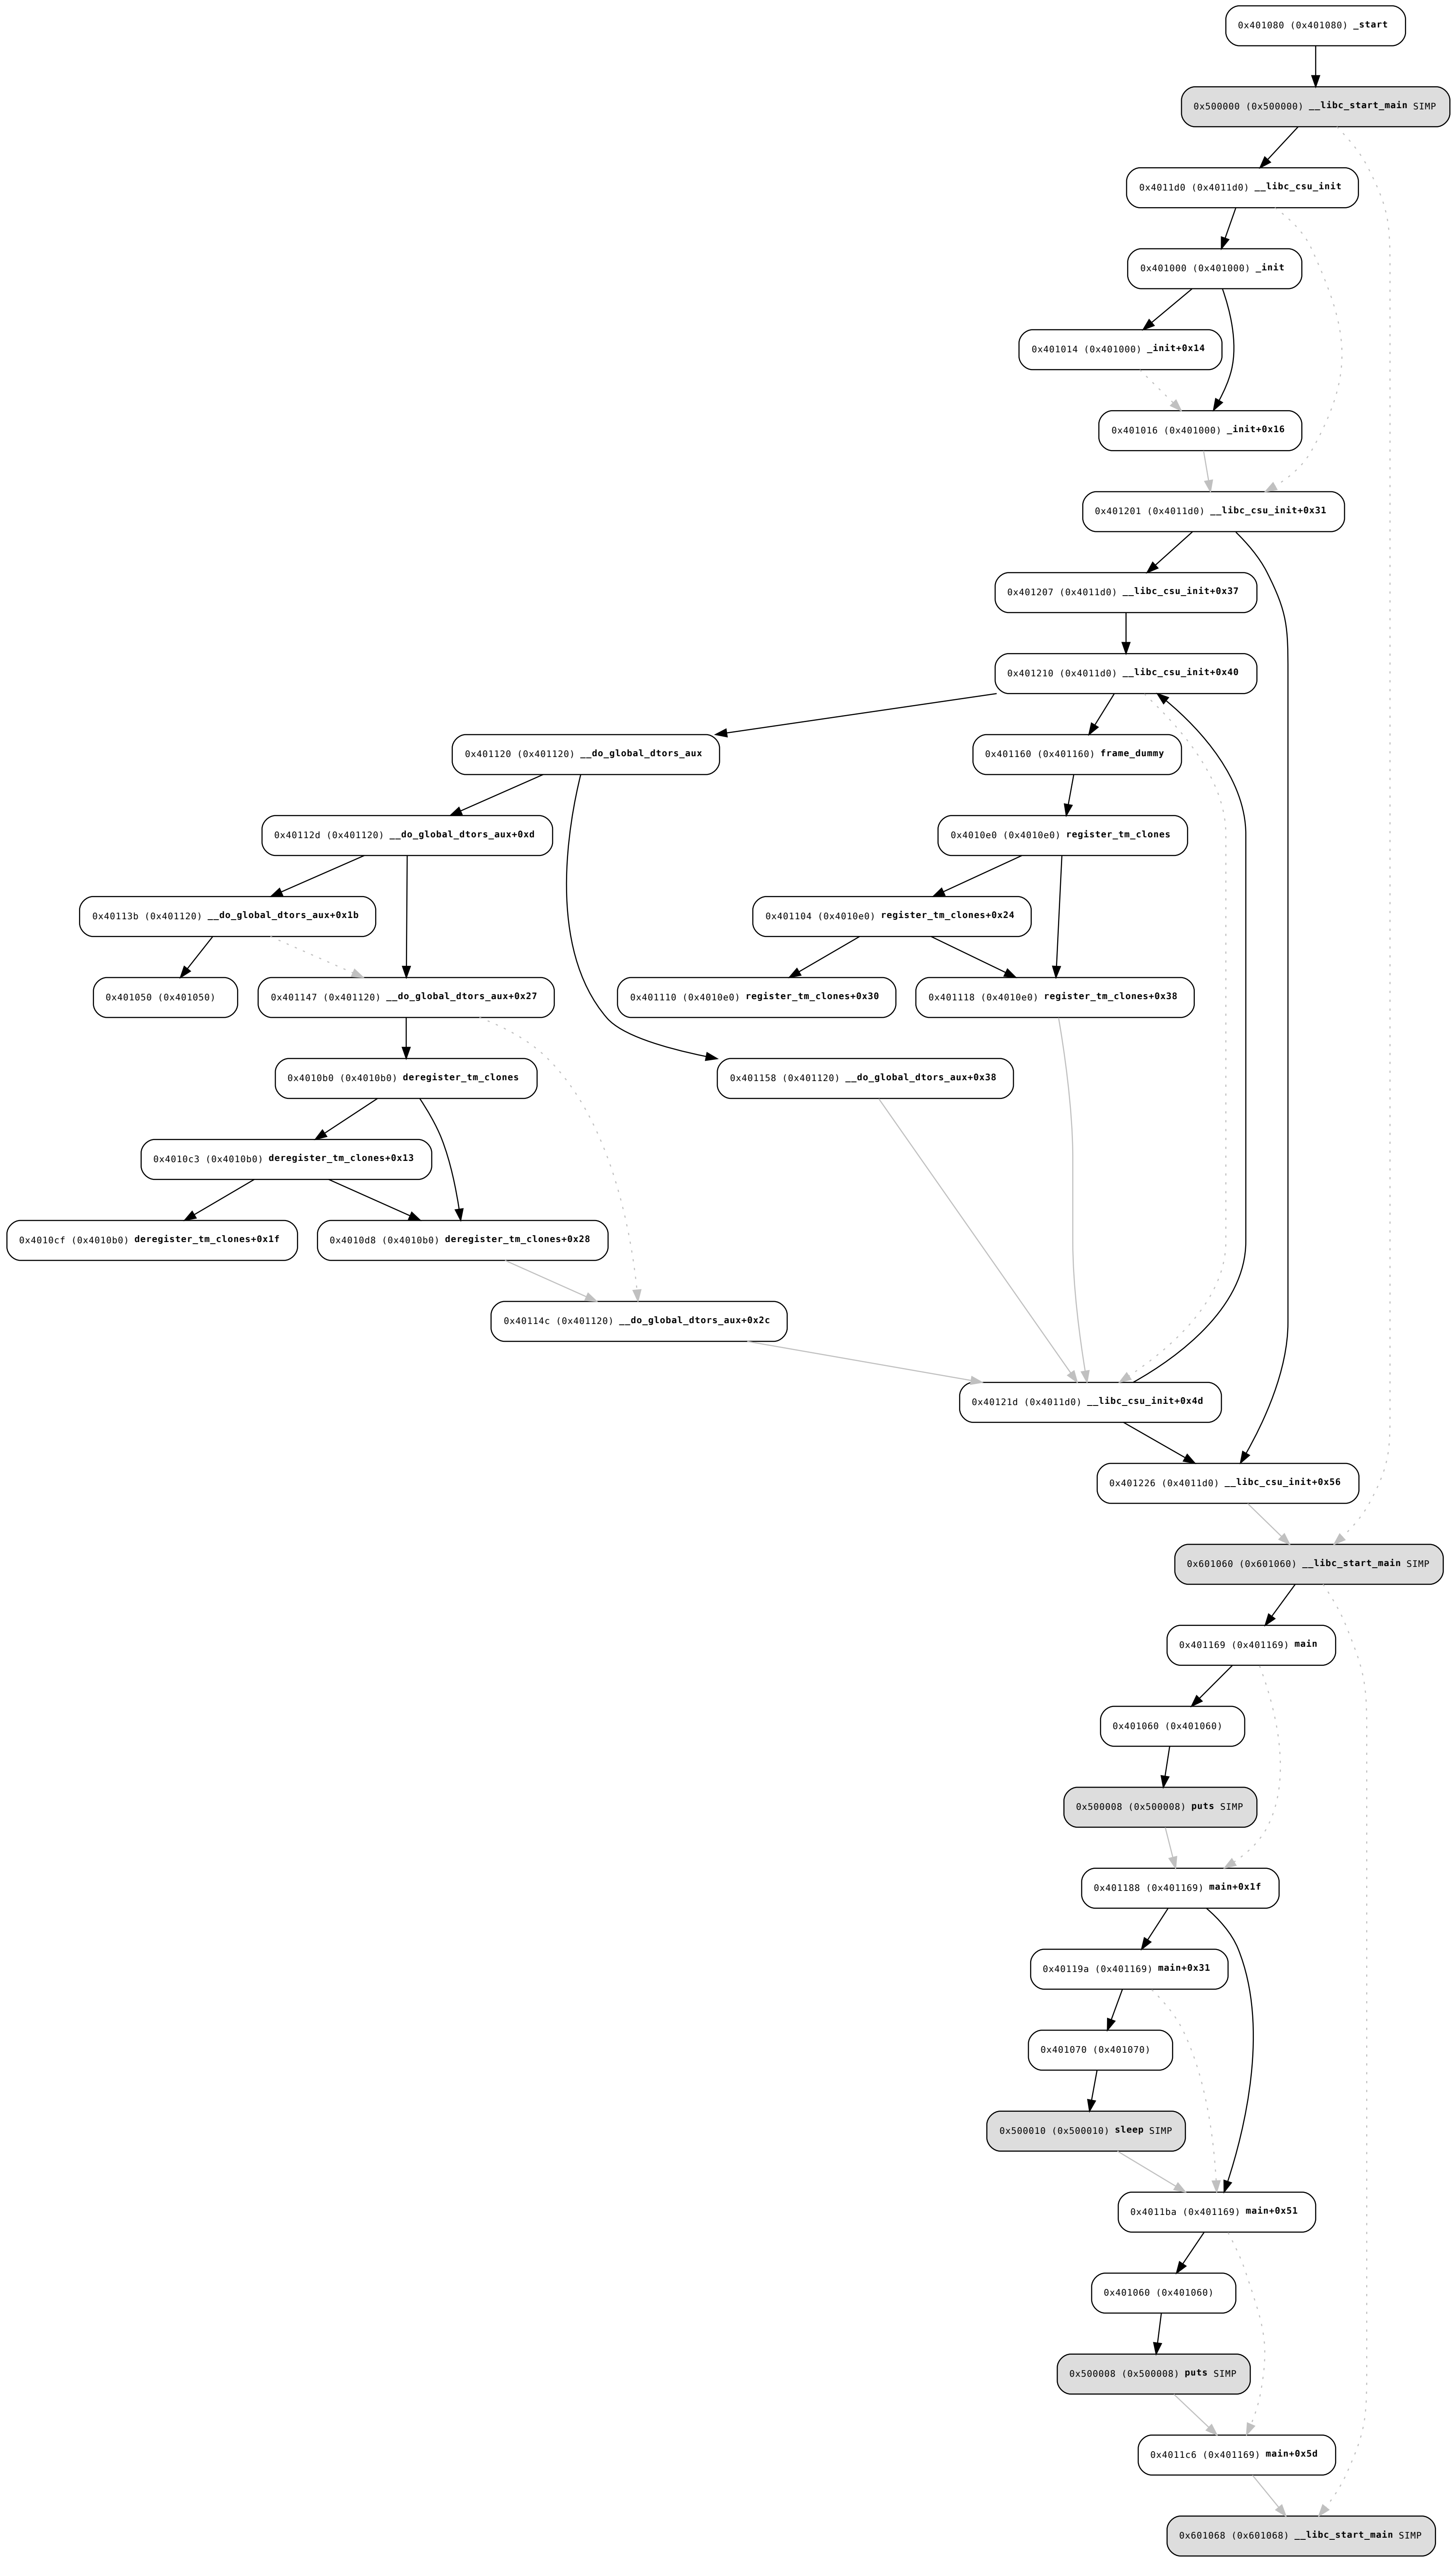 0x401080 (0x401080) _start
0x500000 (0x500000) __libc_start_main SIMP
0x4011d0 (0x4011d0) __libc_csu_init
0x401000 (0x401000) _init
0x401014 (0x401000) _init+0x14
0x401016 (0x401000) _init+0x16
0x401201 (0x4011d0) __libc_csu_init+0x31
0x401207 (0x4011d0) __libc_csu_init+0x37
0x401210 (0x4011d0) __libc_csu_init+0x40
0x401120 (0x401120) __do_global_dtors_aux
0x401160 (0x401160) frame_dummy
0x40112d (0x401120) __do_global_dtors_aux+0xd
0x4010e0 (0x4010e0) register_tm_clones
0x40113b (0x401120) __do_global_dtors_aux+0x1b
0x401104 (0x4010e0) register_tm_clones+0x24
0x401050 (0x401050)
0x401147 (0x401120) __do_global_dtors_aux+0x27
0x401110 (0x4010e0) register_tm_clones+0x30
0x401118 (0x4010e0) register_tm_clones+0x38
0x4010b0 (0x4010b0) deregister_tm_clones
0x401158 (0x401120) __do_global_dtors_aux+0x38
0x4010c3 (0x4010b0) deregister_tm_clones+0x13
0x4010cf (0x4010b0) deregister_tm_clones+0x1f
0x4010d8 (0x4010b0) deregister_tm_clones+0x28
0x40114c (0x401120) __do_global_dtors_aux+0x2c
0x40121d (0x4011d0) __libc_csu_init+0x4d
0x401226 (0x4011d0) __libc_csu_init+0x56
0x601060 (0x601060) __libc_start_main SIMP
0x401169 (0x401169) main
0x401060 (0x401060)
0x500008 (0x500008) puts SIMP
0x401188 (0x401169) main+0x1f
0x40119a (0x401169) main+0x31
0x401070 (0x401070)
0x500010 (0x500010) sleep SIMP
0x4011ba (0x401169) main+0x51
0x401060 (0x401060)
0x500008 (0x500008) puts SIMP
0x4011c6 (0x401169) main+0x5d
0x601068 (0x601068) __libc_start_main SIMP